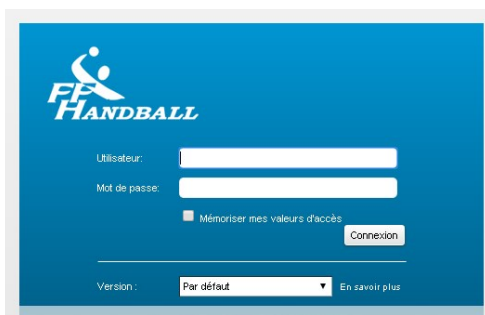 FF
HANDBALL
Utilisateur:
Mot de passe:
Mémoriser mes valeurs d'accès
Connexion
Version :
Par défaut
En savoir plus